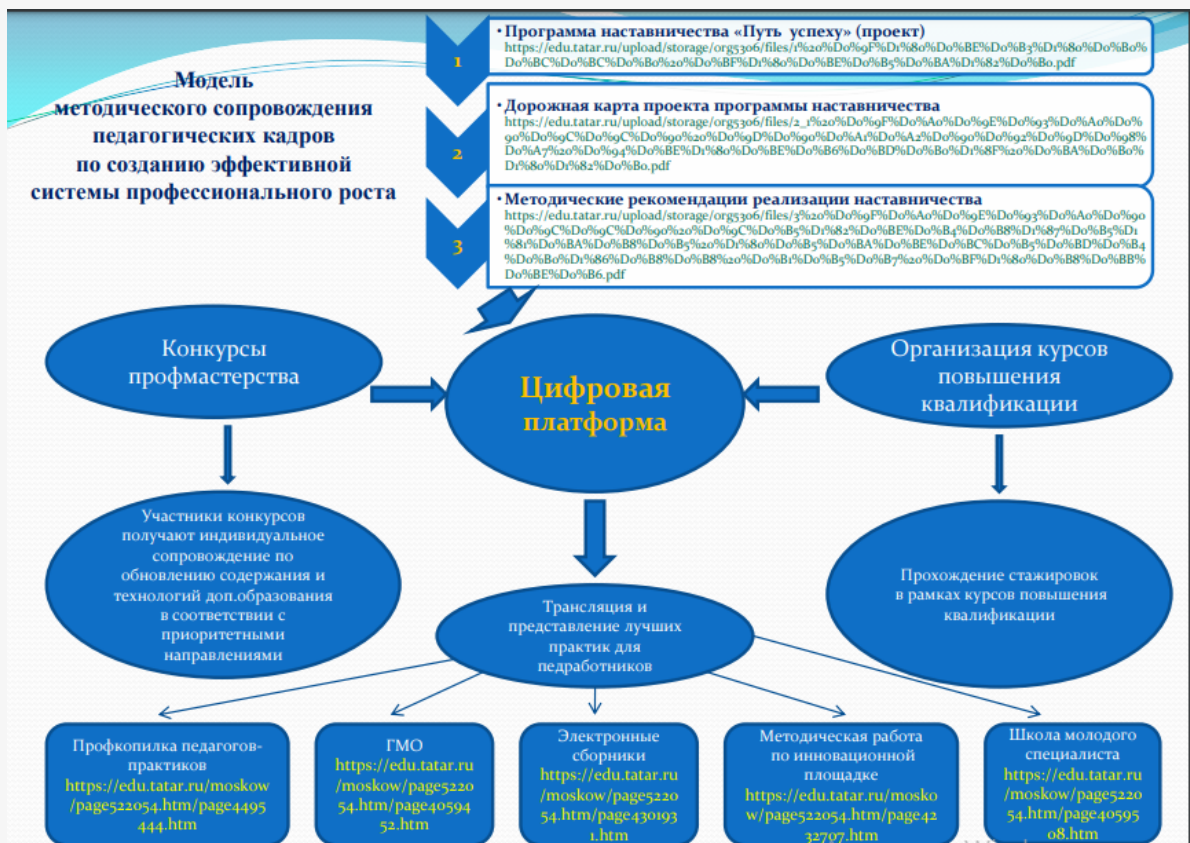 Модель
методического сопровождения
педагогических кадров
по созданию эффективной
системы профессионального роста
1
• Программа наставничества «Путь успеху» (проект)
https://edu.tatar.ru/upload/storage/org5306/files/1%20%D0%9F%D1%80%D0%BE%D0%B3%D1%80%D0%B0%
D0%BC%D0%BC%D0%B0%20%D0%BF%D1%80%D0%BE%D0%B5%D0%BA%D1%82%D0%B0.pdf
2
• Дорожная карта проекта программы наставничества
https://edu.tatar.ru/upload/storage/org5306/files/2_1%20%D0%9F%D0%A0%D0%9E%D0%93%D0%A0%D0%
90%D0%9C%D0%9C%D0%90%20%D0%9D%D0%90%D0%A1%D0%A2%D0%90%D0%92%D0%9D%D0%98%
D0%A7%20%D0%94%D0%BE%D1%80%D0%BE%D0%B6%D0%BD%D0%B0%D1%8F%20%D0%BA%D0%B0%
D1%80%D1%82%D0%B0.pdf
3
• Методические рекомендации реализации наставничества
https://edu.tatar.ru/upload/storage/org5306/files/3%20%D0%9F%D0%A0%D0%9E%D0%93%D0%A0%D0%90
%D0%9C%D0%9C%D0%90%20%D0%9C%D0%B5%D1%82%D0%BE%D0%B4%D0%B8%D1%87%D0%B5%D1
%81%D0%BA%D0%B8%D0%B5%20%D1%80%D0%B5%D0%BA%D0%BE%D0%BC%D0%B5%D0%BD%D0%B4
%D0%B0%D1%86%D0%B8%D0%B8%20%D0%B1%D0%B5%D0%B7%20%D0%BF%D1%80%D0%B8%D0%BB%
D0%BE%D0%B6.pdf
Конкурсы
профмастерства
Цифровая
платформа
Организация курсов
повышения
квалификации
Участники конкурсов
получают индивидуальное
сопровождение по
обновлению содержания и
технологий доп.образования
в соответствии с
приоритетными
направлениями
Трансляция и
представление лучших
практик для
педработников
Прохождение стажировок
в рамках курсов повышения
квалификации
Профкопилка педагогов-
практиков
https://edu.tatar.ru/moskow
/page522054.htm/page4495
444.htm
ГМО
https://edu.tatar.ru
/moskow/page5220
54.htm/page40594
52.htm
Электронные
сборники
https://edu.tatar.ru
/moskow/page5220
54.htm/page430193
1.htm
Методическая работа
по инновационной
площадке
https://edu.tatar.ru/mosko
w/page522054.htm/page42
32707.htm
Школа молодого
специалиста
https://edu.tatar.ru
/moskow/page5220
54.htm/page40595
08.htm